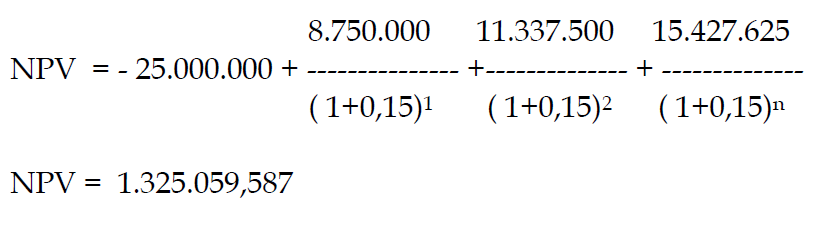 8.750.000 11.337.500 15.427.625
NPV = - 25.000.000 + --------------- +-------------- + --------------
( 1+0,15)¹ ( 1+0,15)² ( 1+0,15)ⁿ
NPV = 1.325.059,587